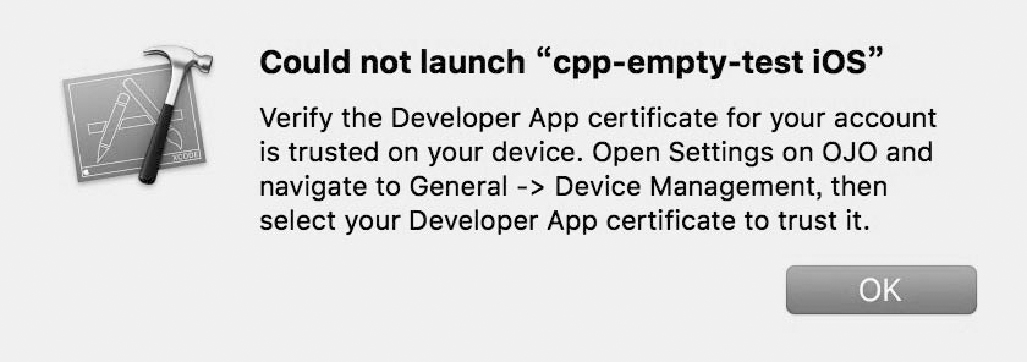 Could not launch “cpp-empty-test iOS”
Verify the Developer App certificate for your account
is trusted on your device. Open Settings on OJO and
navigate to General -> Device Management, then
select your Developer App certificate to trust it.
XCODE
OK